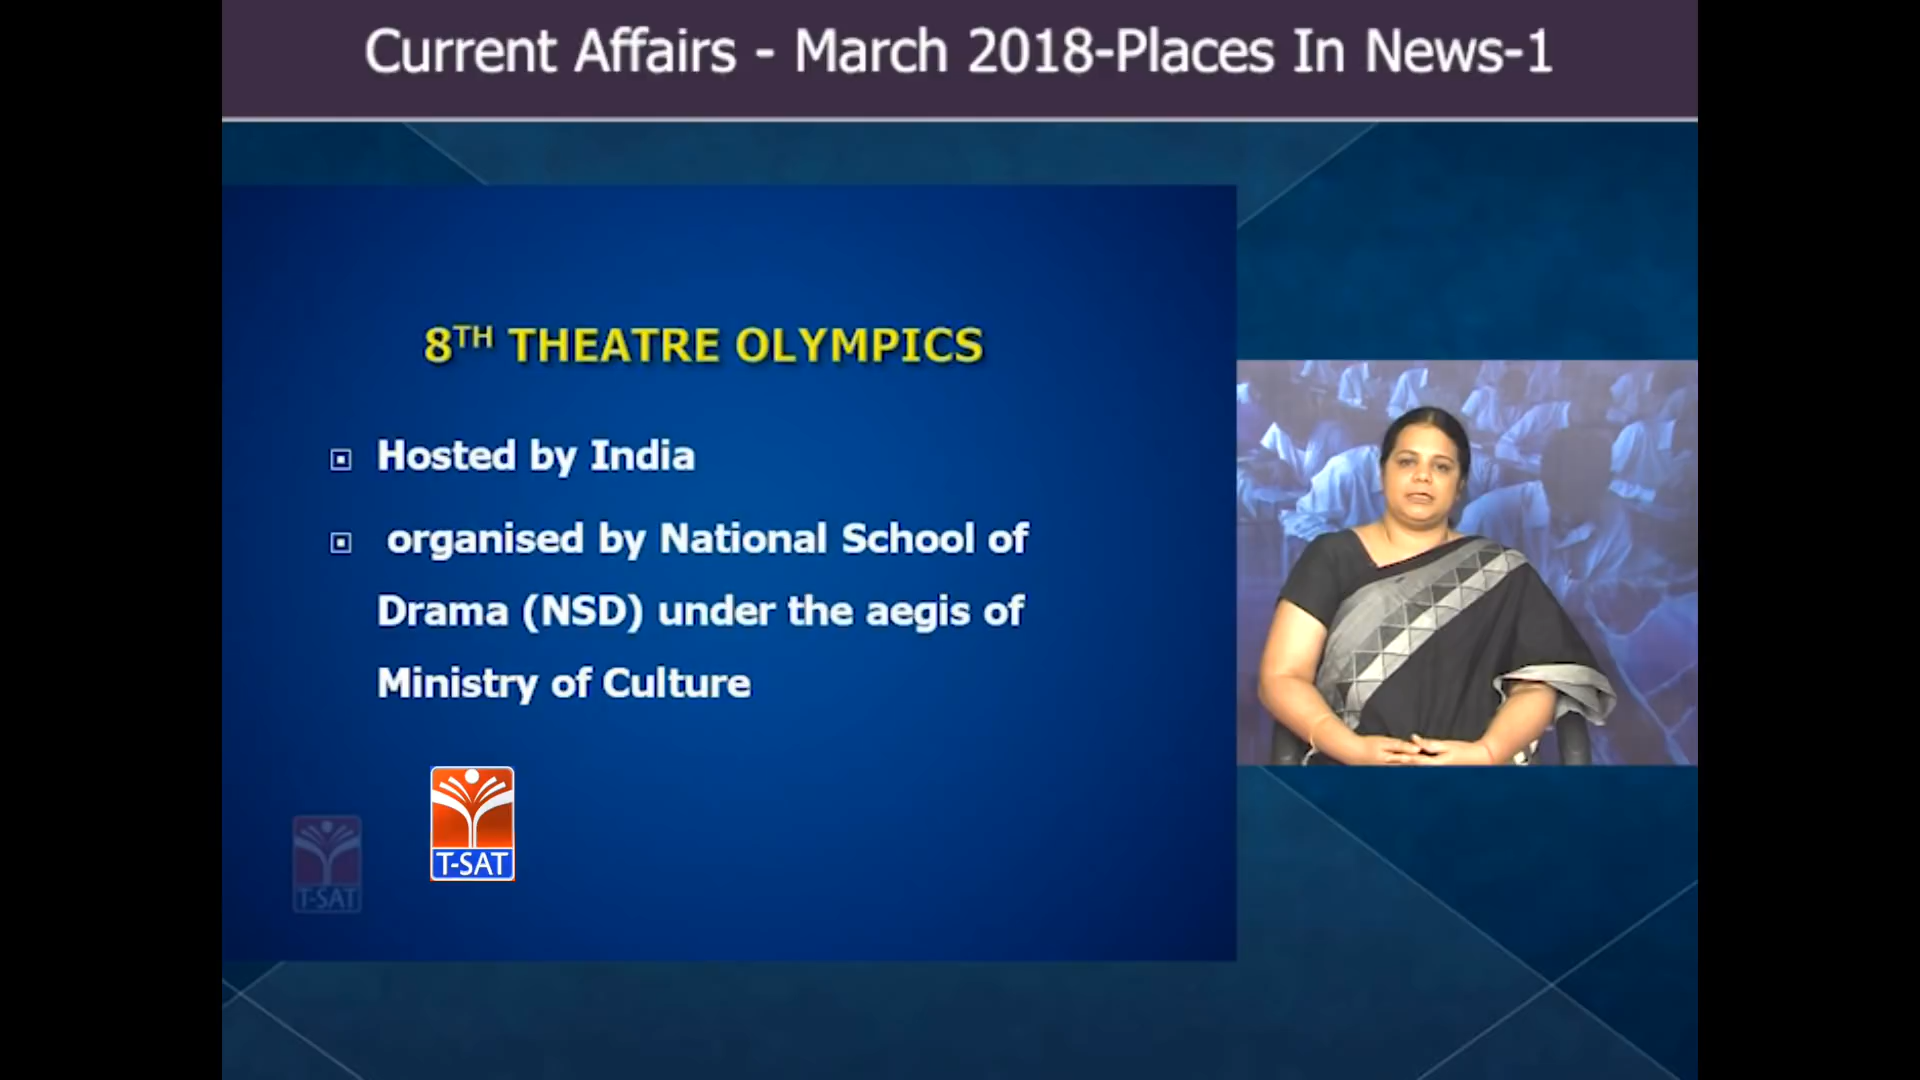 Current Affairs - March 2018-Places In News-1
8TH THEATRE OLYMPICS
Hosted by India
organised by National School of
Drama (NSD) under the aegis of
Ministry of Culture
T-SAT
T-SAT